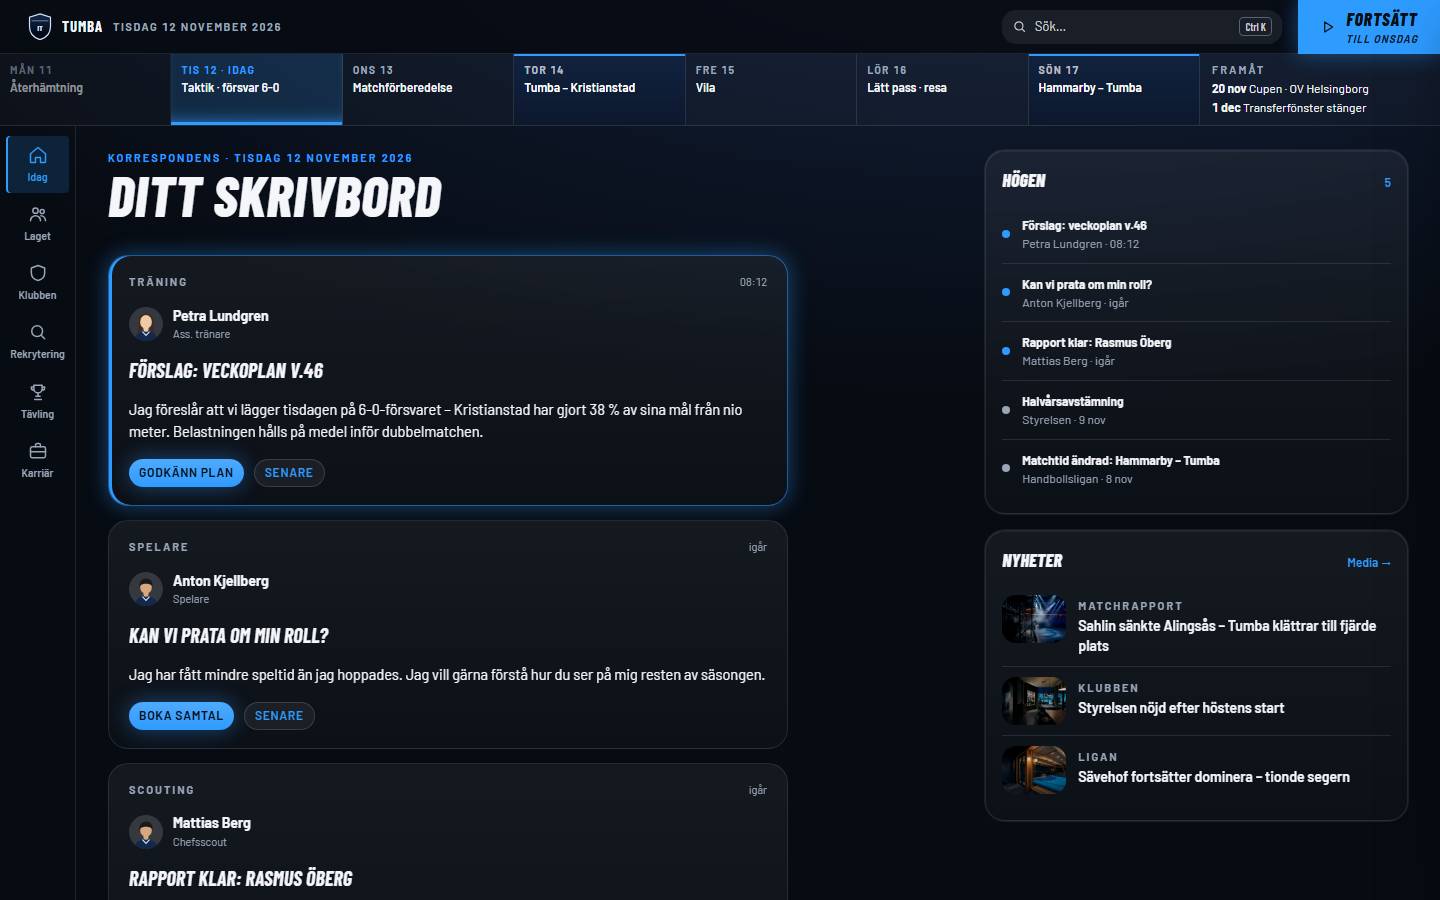 TUMBA TISDAG 12 NOVEMBER 2026
Sök... Ctrl K
FORTSÄTT
TILL ONSDAG
MÅN 11
Återhämtning
TIS 12 · IDAG
Taktik · försvar 6-0
ONS 13
Matchförberedelse
TOR 14
Tumba – Kristianstad
FRE 15
Vila
LÖR 16
Lätt pass · resa
SÖN 17
Hammarby – Tumba
FRAMÅT
20 nov Cupen · OV Helsingborg
1 dec Transferfönster stänger
Idag
Laget
Klubben
Rekrytering
Tävling
Karriär
KORRESPONDENS · TISDAG 12 NOVEMBER 2026
DITT SKRIVBORD
TRÄNING 08:12
Petra Lundgren
Ass. tränare
FÖRSLAG: VECKOPLAN V.46
Jag föreslår att vi lägger tisdagen på 6-0-försvaret – Kristianstad har gjort 38 % av sina mål från nio
meter. Belastningen hålls på medel inför dubbelmatchen.
GODKÄNN PLAN SENARE
SPELARE igår
Anton Kjellberg
Spelare
KAN VI PRATA OM MIN ROLL?
Jag har fått mindre speltid än jag hoppades. Jag vill gärna förstå hur du ser på mig resten av säsongen.
BOKA SAMTAL SENARE
SCOUTING igår
Mattias Berg
Chefsscout
RAPPORT KLAR: RASMUS ÖBERG
HÖGEN 5
Förslag: veckoplan v.46
Petra Lundgren · 08:12
Kan vi prata om min roll?
Anton Kjellberg · igår
Rapport klar: Rasmus Öberg
Mattias Berg · igår
Halvårsavstämning
Styrelsen · 9 nov
Matchtid ändrad: Hammarby – Tumba
Handbollsligan · 8 nov
NYHETER Media →
MATCHRAPPORT
Sahlin sänkte Alingsås – Tumba klättrar till fjärde
plats
KLUBBEN
Styrelsen nöjd efter höstens start
LIGAN
Sävehof fortsätter dominera – tionde segern